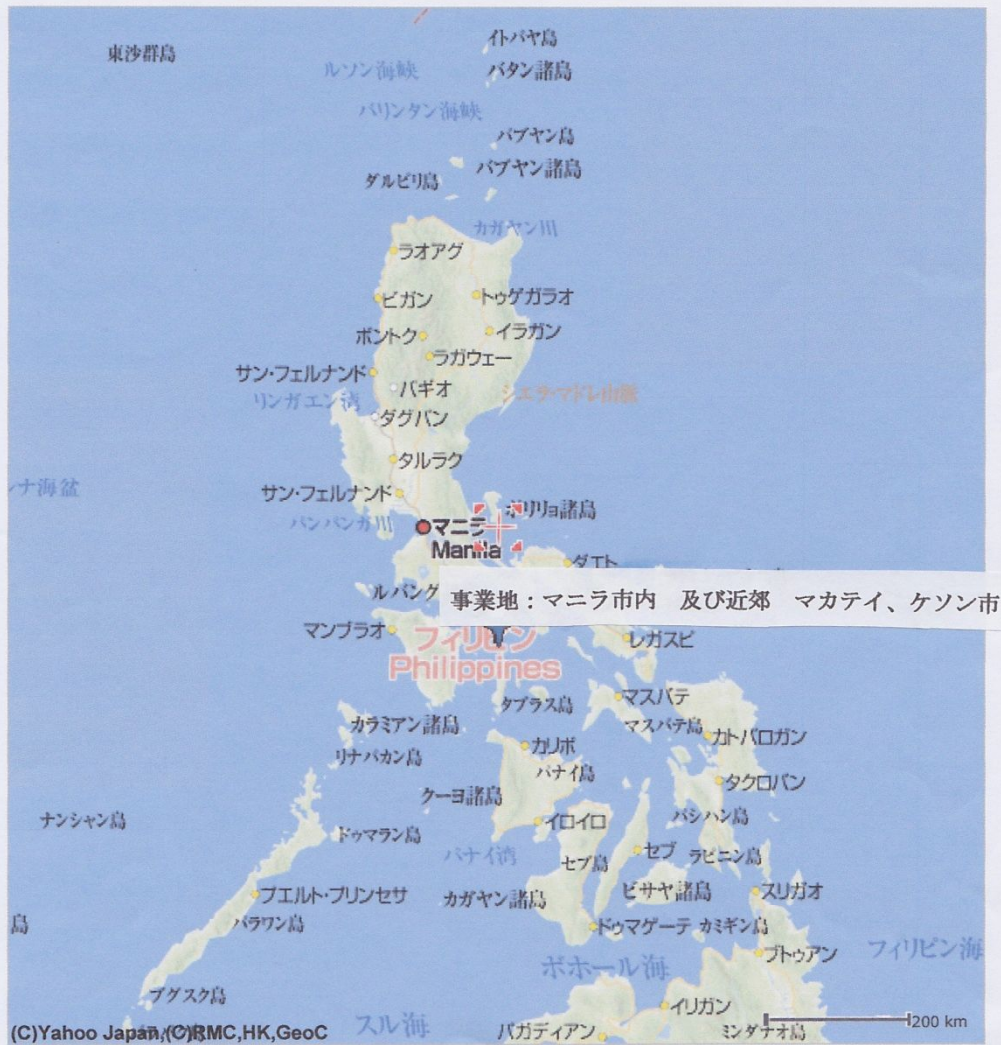 イトバヤ島
東沙群島
ルソン海峡
バタン諸島
バリンタン海峡
バブヤン島
バブヤン諸島
ダルピリ島
カガヤン川
ラオアグ
ビガン
トゥゲガラオ
ボントク
イラガン
ラガウェー
サン・フェルナンド
バギオ
シエラ・マドレ山脈
リンガエン湾
ダグパン
タルラク
ナ海盆
サン・フェルナンド
ポリリョ諸島
パンパンガ川
マニラ
Manila
ダエト
ルバング
事業地：マニラ市内　及び近郊　マカテイ、ケソン市
マンブラオ
フィリピン
レガスピ
Philippines
タブラス島
マスバテ
カラミアン諸島
マスバテ島
カトバロガン
カリボ
リナパカン島
パナイ島
タクロバン
クーヨ諸島
ナンシャン島
イロイロ
バシハン島
ドゥマラン島
パナイ湾
セブ島
セブ
ラピニン島
プエルト・プリンセサ
カガヤン諸島
ビサヤ諸島
スリガオ
島
パラワン島
ドゥマゲーテ
カミギン島
ボホール海
ブトゥアン
フィリピン海
ブグスク島
イリガン
スル海
200 km
(C)Yahoo Japan,(C)RMC,HK,GeoC
パガディアン
ミンダナオ島